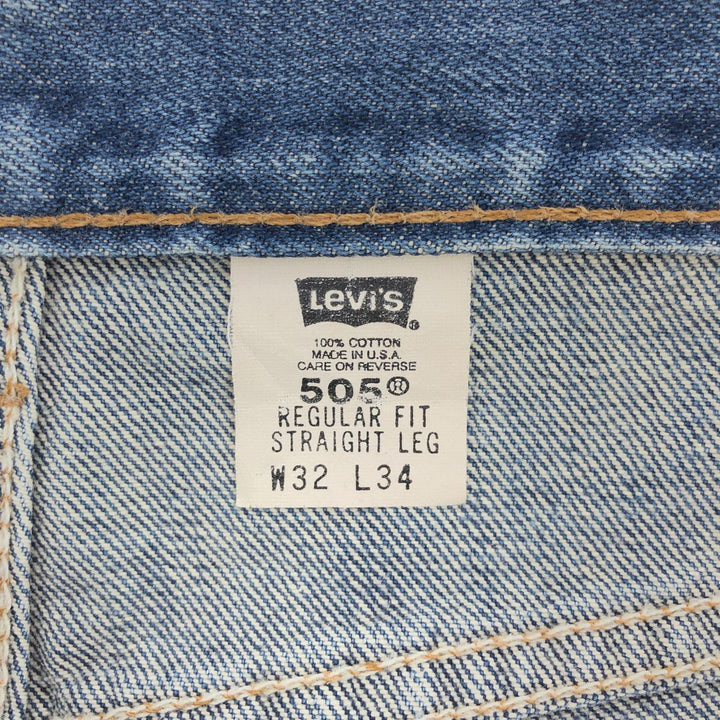 Levi's ®
100% COTTON
MADE IN U.S.A.
CARE ON REVERSE
505®
REGULAR FIT
STRAIGHT LEG
W32 L34